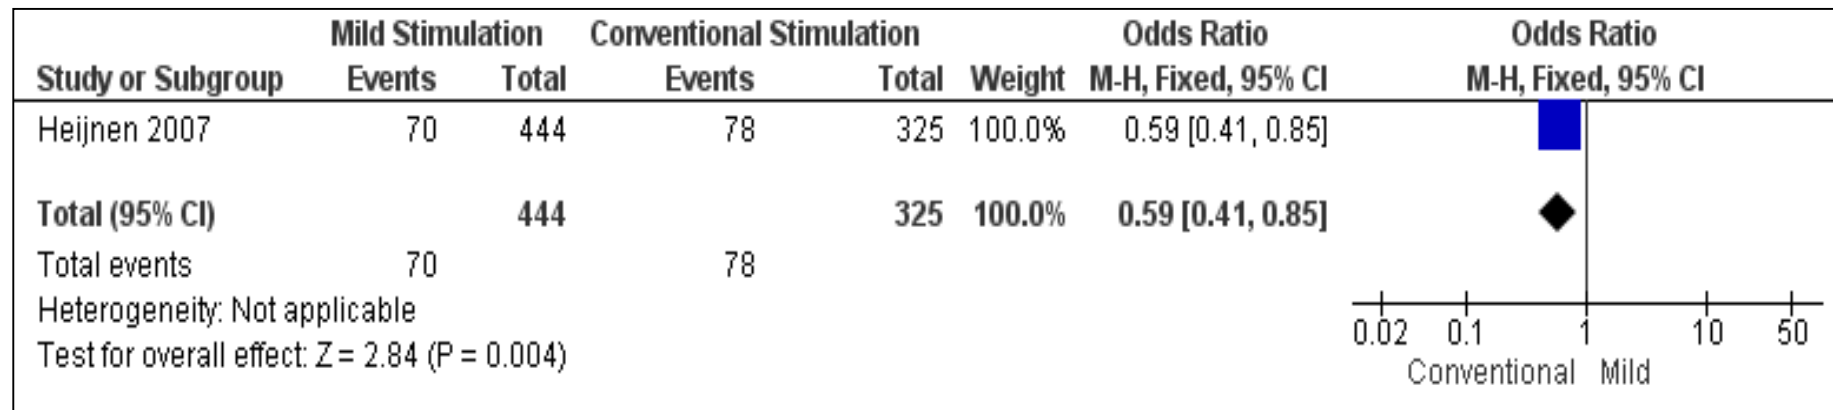 Mild Stimulation Conventional Stimulation Odds Ratio Odds Ratio
Study or Subgroup Events Total Events Total Weight M-H, Fixed, 95% CI M-H, Fixed, 95% CI
Heijnen 2007 70 444 78 325 100.0% 0.59 [0.41, 0.85]
Total (95% CI) 444 325 100.0% 0.59 [0.41, 0.85]
Total events 70 78
Heterogeneity: Not applicable
Test for overall effect: Z = 2.84 (P = 0.004)
0.02 0.1 1 10 50
Conventional Mild